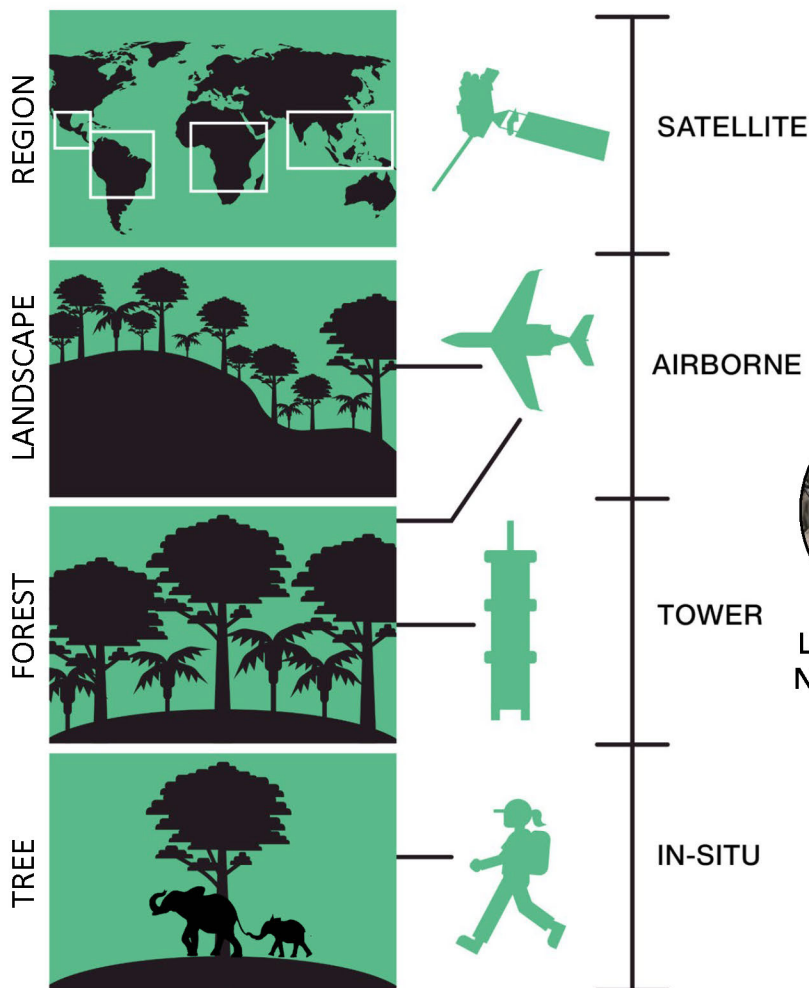 REGION
SATELLITE
LANDSCAPE
AIRBORNE
FOREST
TOWER
TREE
IN-SITU